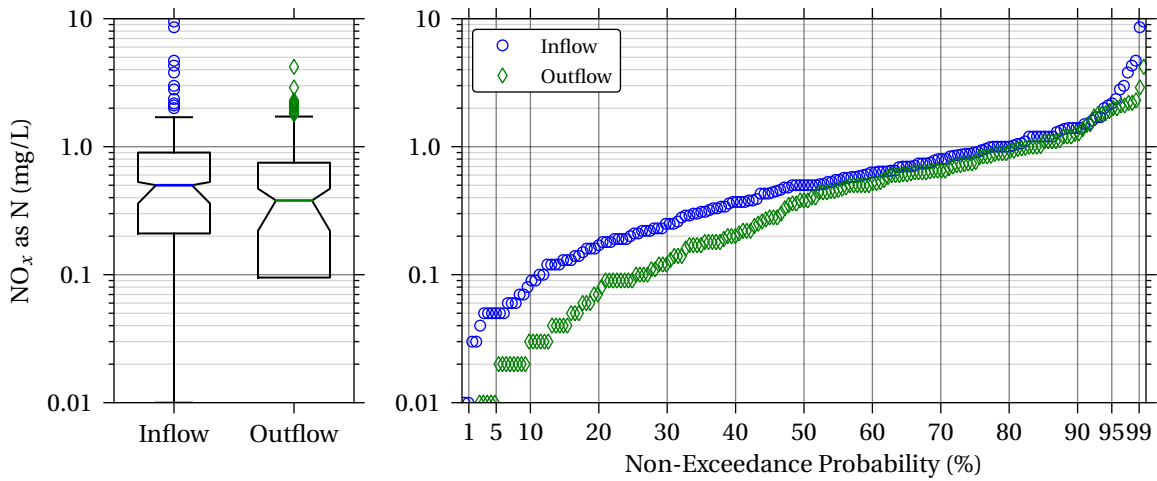 NOx as N (mg/L)
10
1.0
0.1
0.01
Inflow Outflow
10
1.0
0.1
0.01
Inflow
Outflow
1 5 10 20 30 40 50 60 70 80 90 95 99
Non-Exceedance Probability (%)